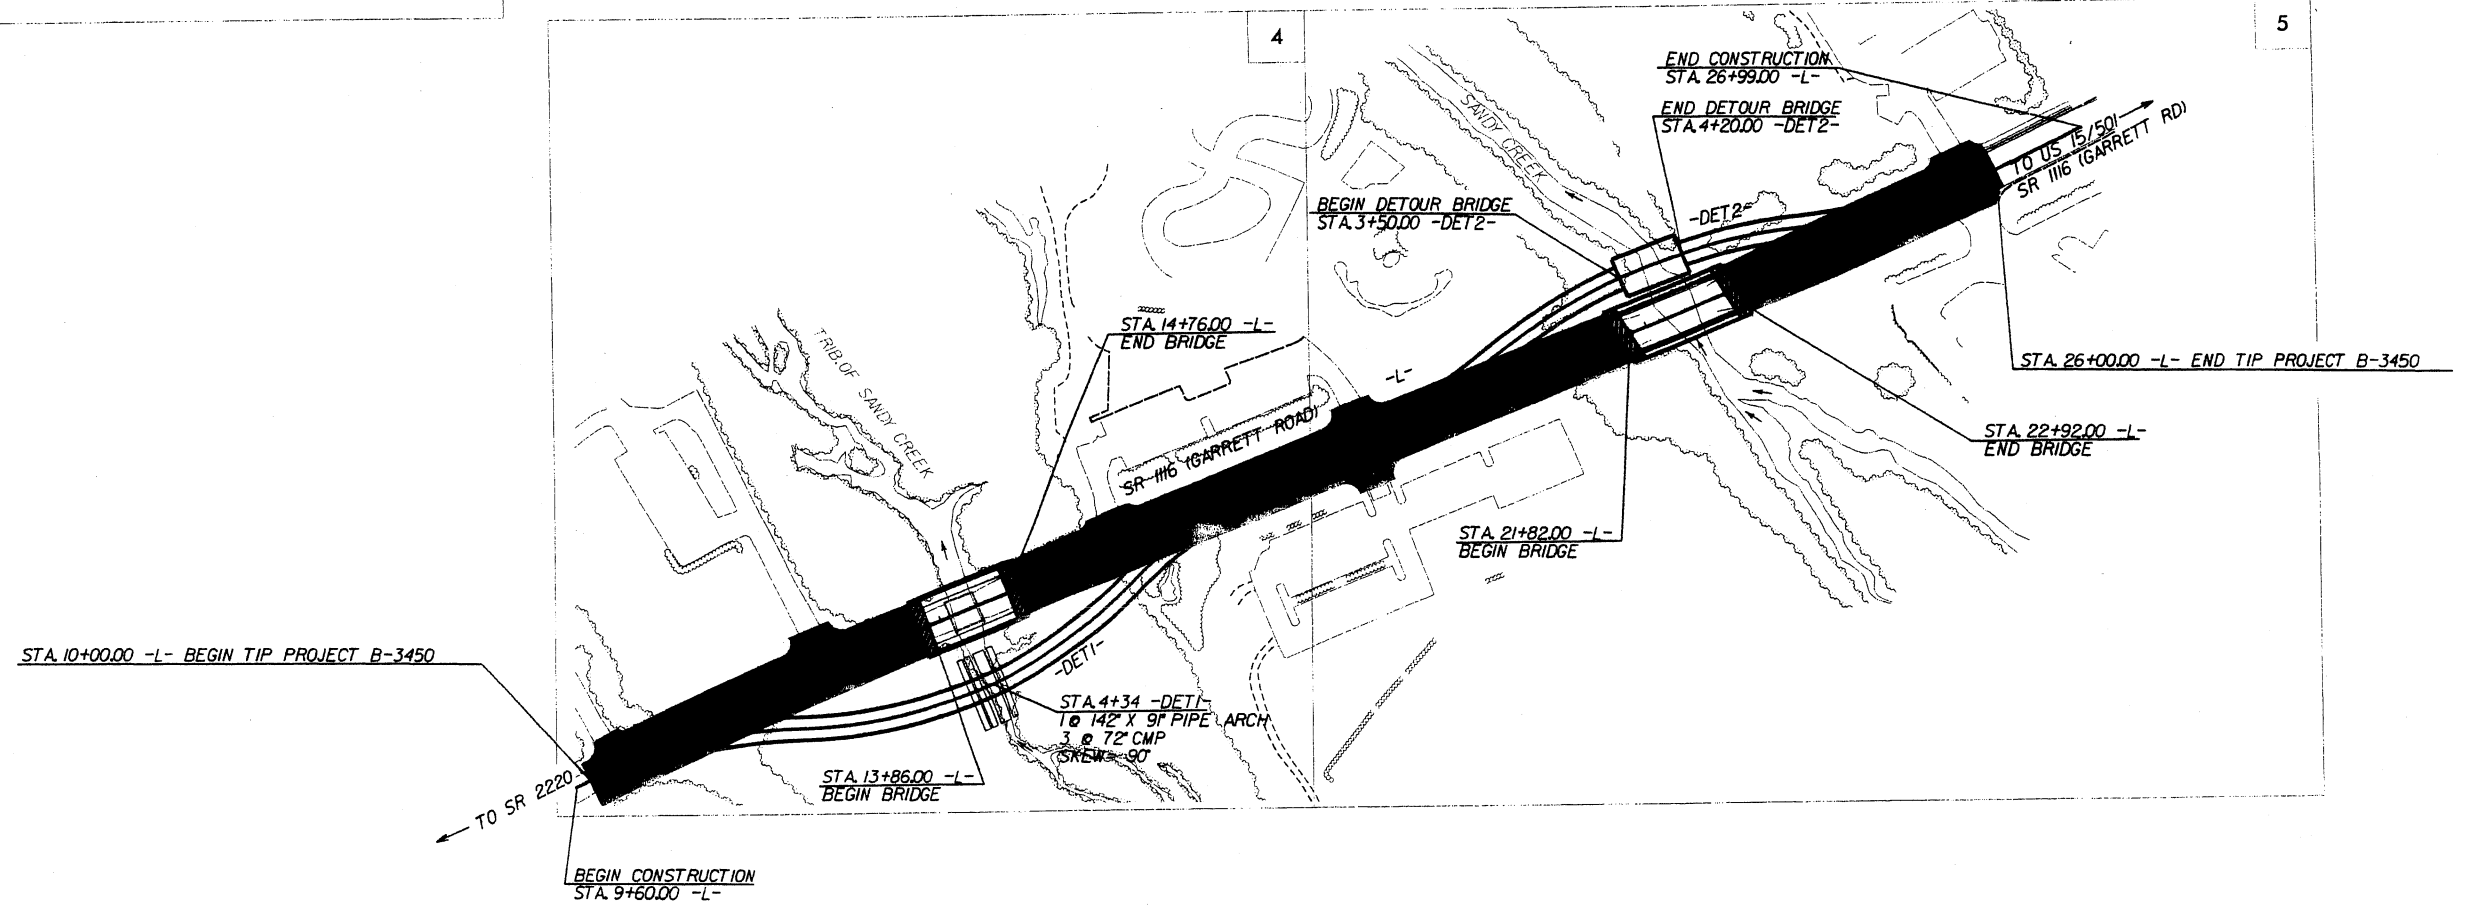 4
5
END CONSTRUCTION
STA. 26+99.00 -L-
END DETOUR BRIDGE
STA. 4+20.00 -DET2-
SANDY CREEK
TO US 15/501
SR 1116 (GARRETT RD)
BEGIN DETOUR BRIDGE
STA. 3+50.00 -DET2-
-DET2-
STA. 14+76.00 -L-
END BRIDGE
TRIB. OF SANDY CREEK
-L-
STA. 26+00.00 -L- END TIP PROJECT B-3450
SR 1116 (GARRETT ROAD)
STA. 22+92.00 -L-
END BRIDGE
STA. 21+82.00 -L-
BEGIN BRIDGE
STA. 10+00.00 -L- BEGIN TIP PROJECT B-3450
-DET1-
STA. 4+34 -DET1-
1 @ 142" X 91" PIPE ARCH
3 @ 72" CMP
SKEW= 90°
STA. 13+86.00 -L-
BEGIN BRIDGE
TO SR 2220
BEGIN CONSTRUCTION
STA. 9+60.00 -L-